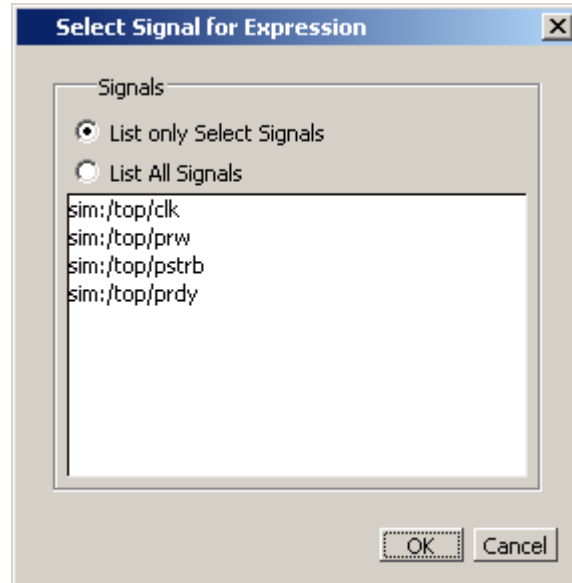 Select Signal for Expression
Signals
List only Select Signals
List All Signals
sim:/top/clk
sim:/top/prw
sim:/top/pstrb
sim:/top/prdy
OK Cancel